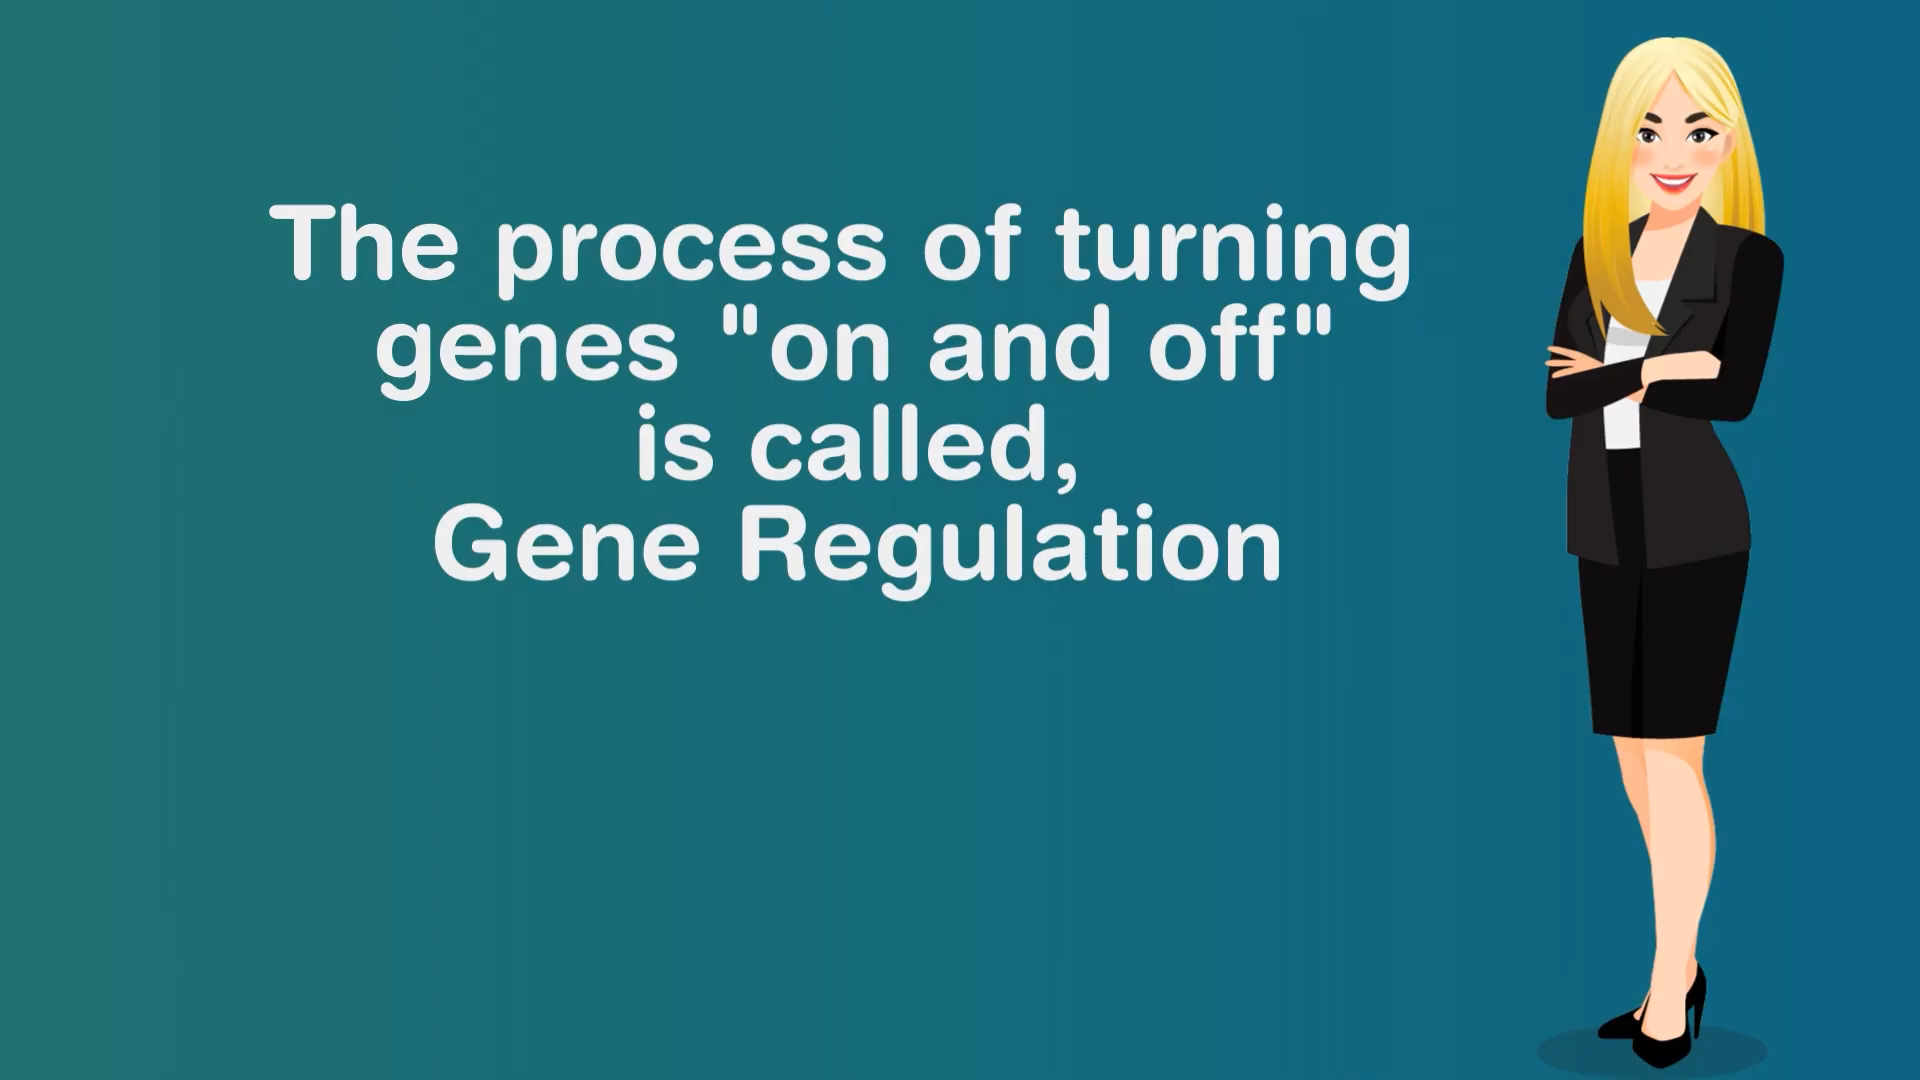 The process of turning
genes "on and off"
is called,
Gene Regulation